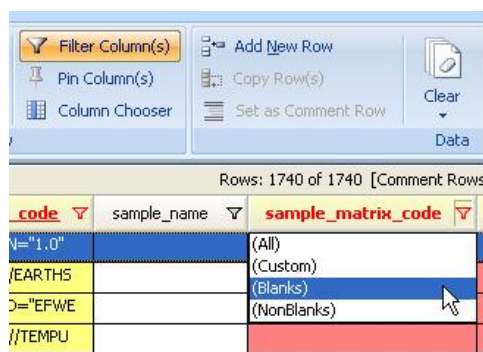 Filter Column(s)
Pin Column(s)
Column Chooser
Add New Row
Copy Row(s)
Set as Comment Row
Clear
Data
Rows: 1740 of 1740 [Comment Rows
_code
sample_name
sample_matrix_code
N="1.0"
/EARTHS
D="EFWE
//TEMPU
(All)
(Custom)
(Blanks)
(NonBlanks)